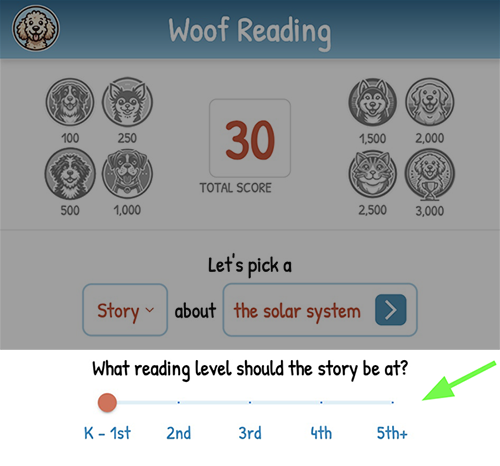 Woof Reading
100 250
1,500 2,000
30
500 1,000
TOTAL SCORE
2,500 3,000
Let's pick a
Story about the solar system
What reading level should the story be at?
K - 1st 2nd 3rd 4th 5th+